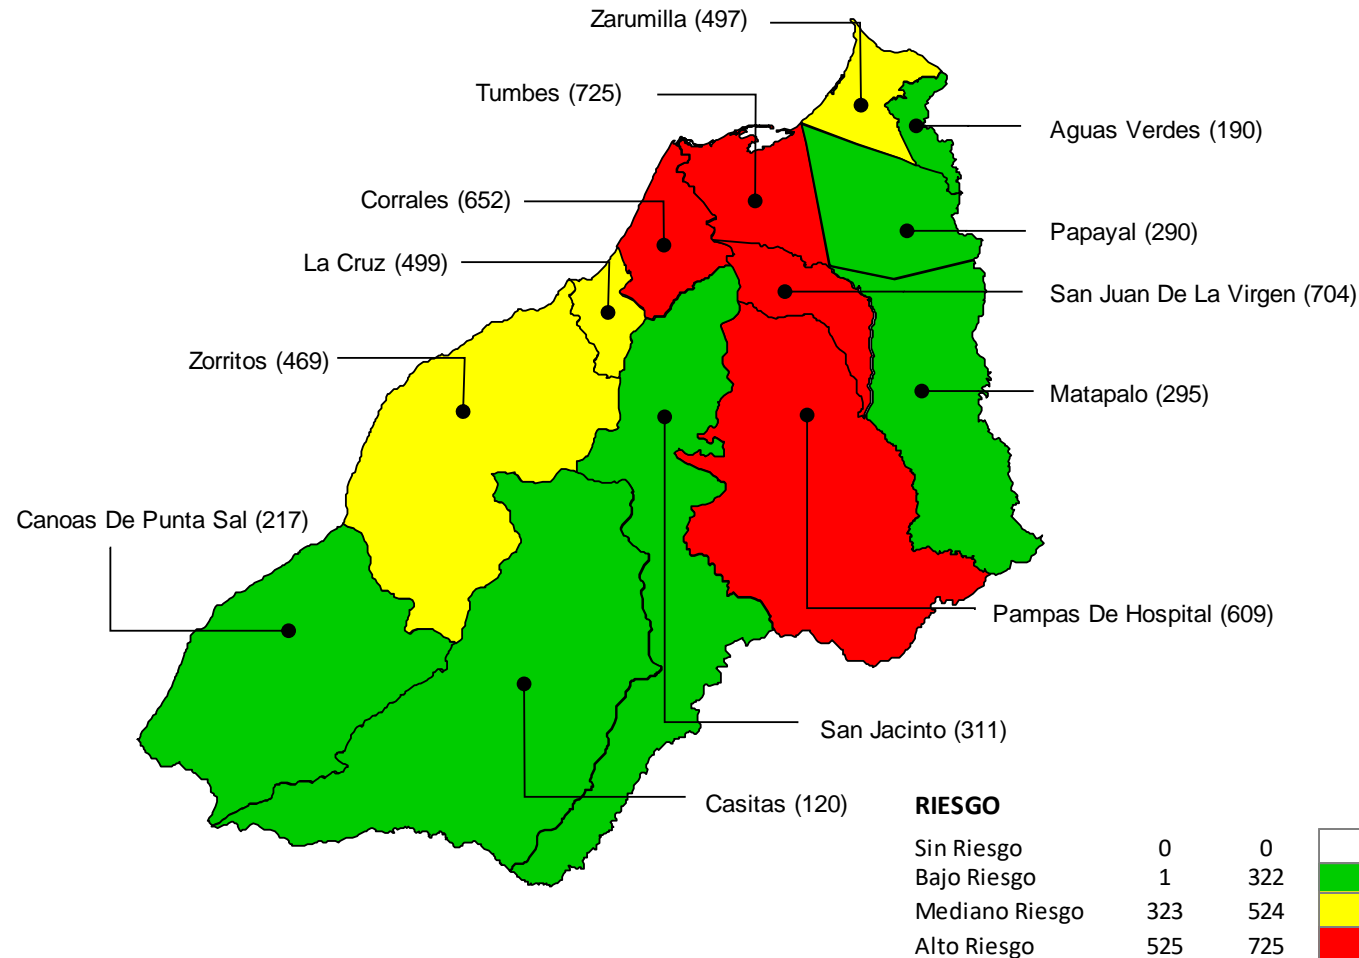 Zarumilla (497)
Tumbes (725)
Aguas Verdes (190)
Corrales (652)
Papayal (290)
La Cruz (499)
San Juan De La Virgen (704)
Zorritos (469)
Matapalo (295)
Canoas De Punta Sal (217)
Pampas De Hospital (609)
San Jacinto (311)
Casitas (120)
RIESGO
Sin Riesgo 0 0
Bajo Riesgo 1 322
Mediano Riesgo 323 524
Alto Riesgo 525 725